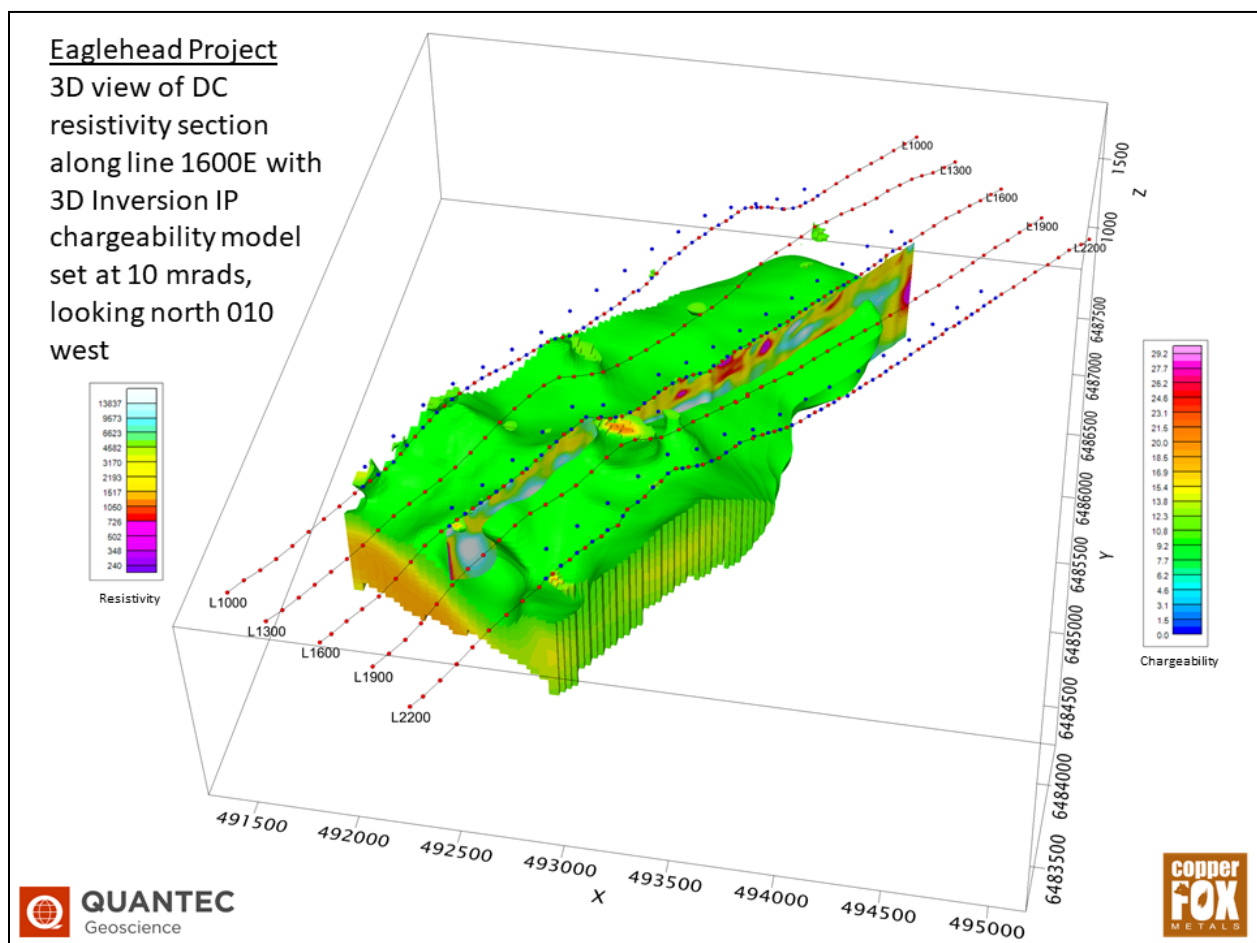 Eaglehead Project
3D view of DC
resistivity section
along line 1600E with
3D Inversion IP
chargeability model
set at 10 mrads,
looking north 010
west
13837
9673
6623
4582
3170
2193
1517
1050
726
602
348
240
Resistivity
L1000
L1300
L1600
L1900
L2200
L1000
L1300
L1600
L1900
L2200
1500
Z
1000
6487500
6487000
6486500
6486000
6485500
Y
6485000
6484500
6484000
6483500
491500
492000
492500
493000
493500
494000
494500
495000
X
29.2
27.7
26.2
24.6
23.1
21.5
20.0
18.5
16.9
15.4
13.8
12.3
10.8
9.2
7.7
6.2
4.6
3.1
1.5
0.0
Chargeability
QUANTEC
Geoscience
copper
FOX
METALS